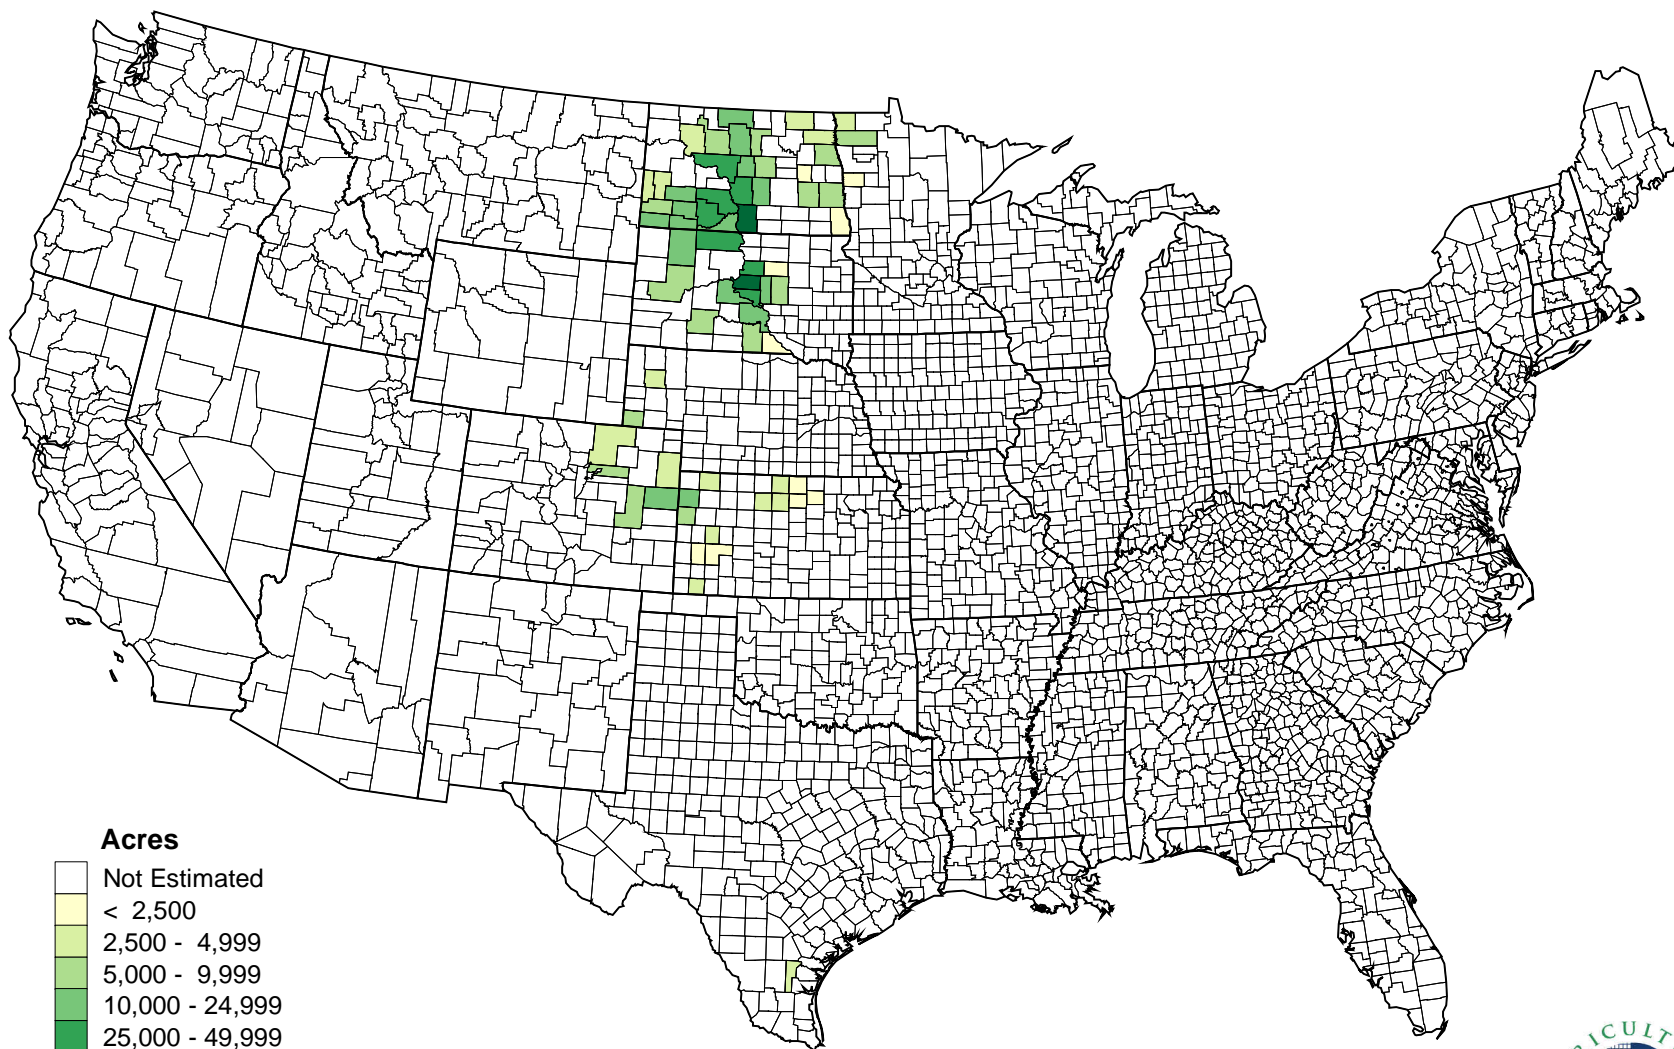 Acres
Not Estimated
< 2,500
2,500 - 4,999
5,000 - 9,999
10,000 - 24,999
25,000 - 49,999